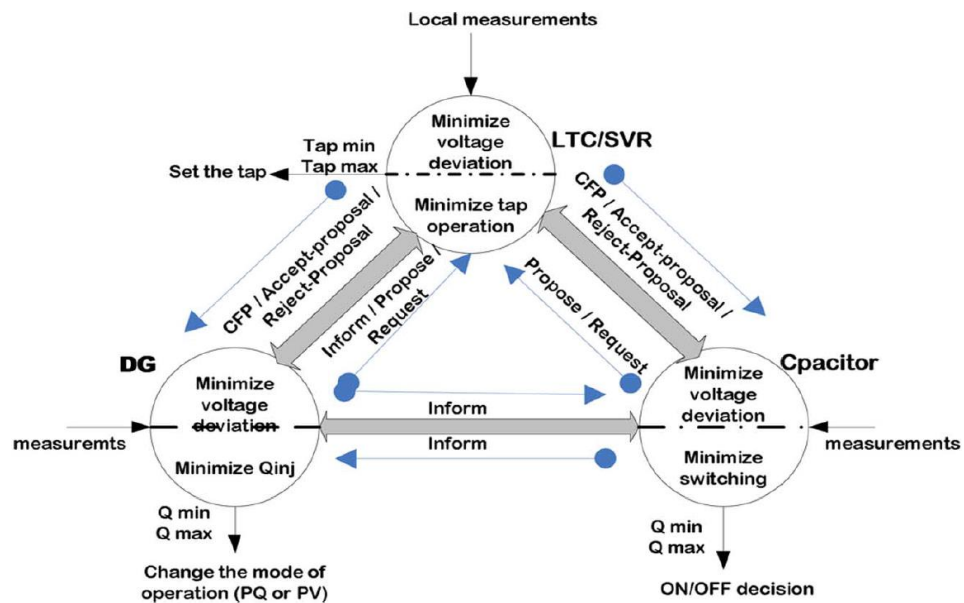 Local measurements
Minimize
voltage
deviation
LTC/SVR
Tap min
Tap max
Set the tap
Minimize tap
operation
CFP / Accept-proposal /
Reject-Proposal
Inform / Propose /
Request
Propose / Request
CFP / Accept-proposal /
Reject-Proposal
DG
Minimize
voltage
deviation
Minimize Qinj
measuremts
Inform
Inform
Cpacitor
Minimize
voltage
deviation
Minimize
switching
measurements
Q min
Q max
Change the mode of
operation (PQ or PV)
Q min
Q max
ON/OFF decision